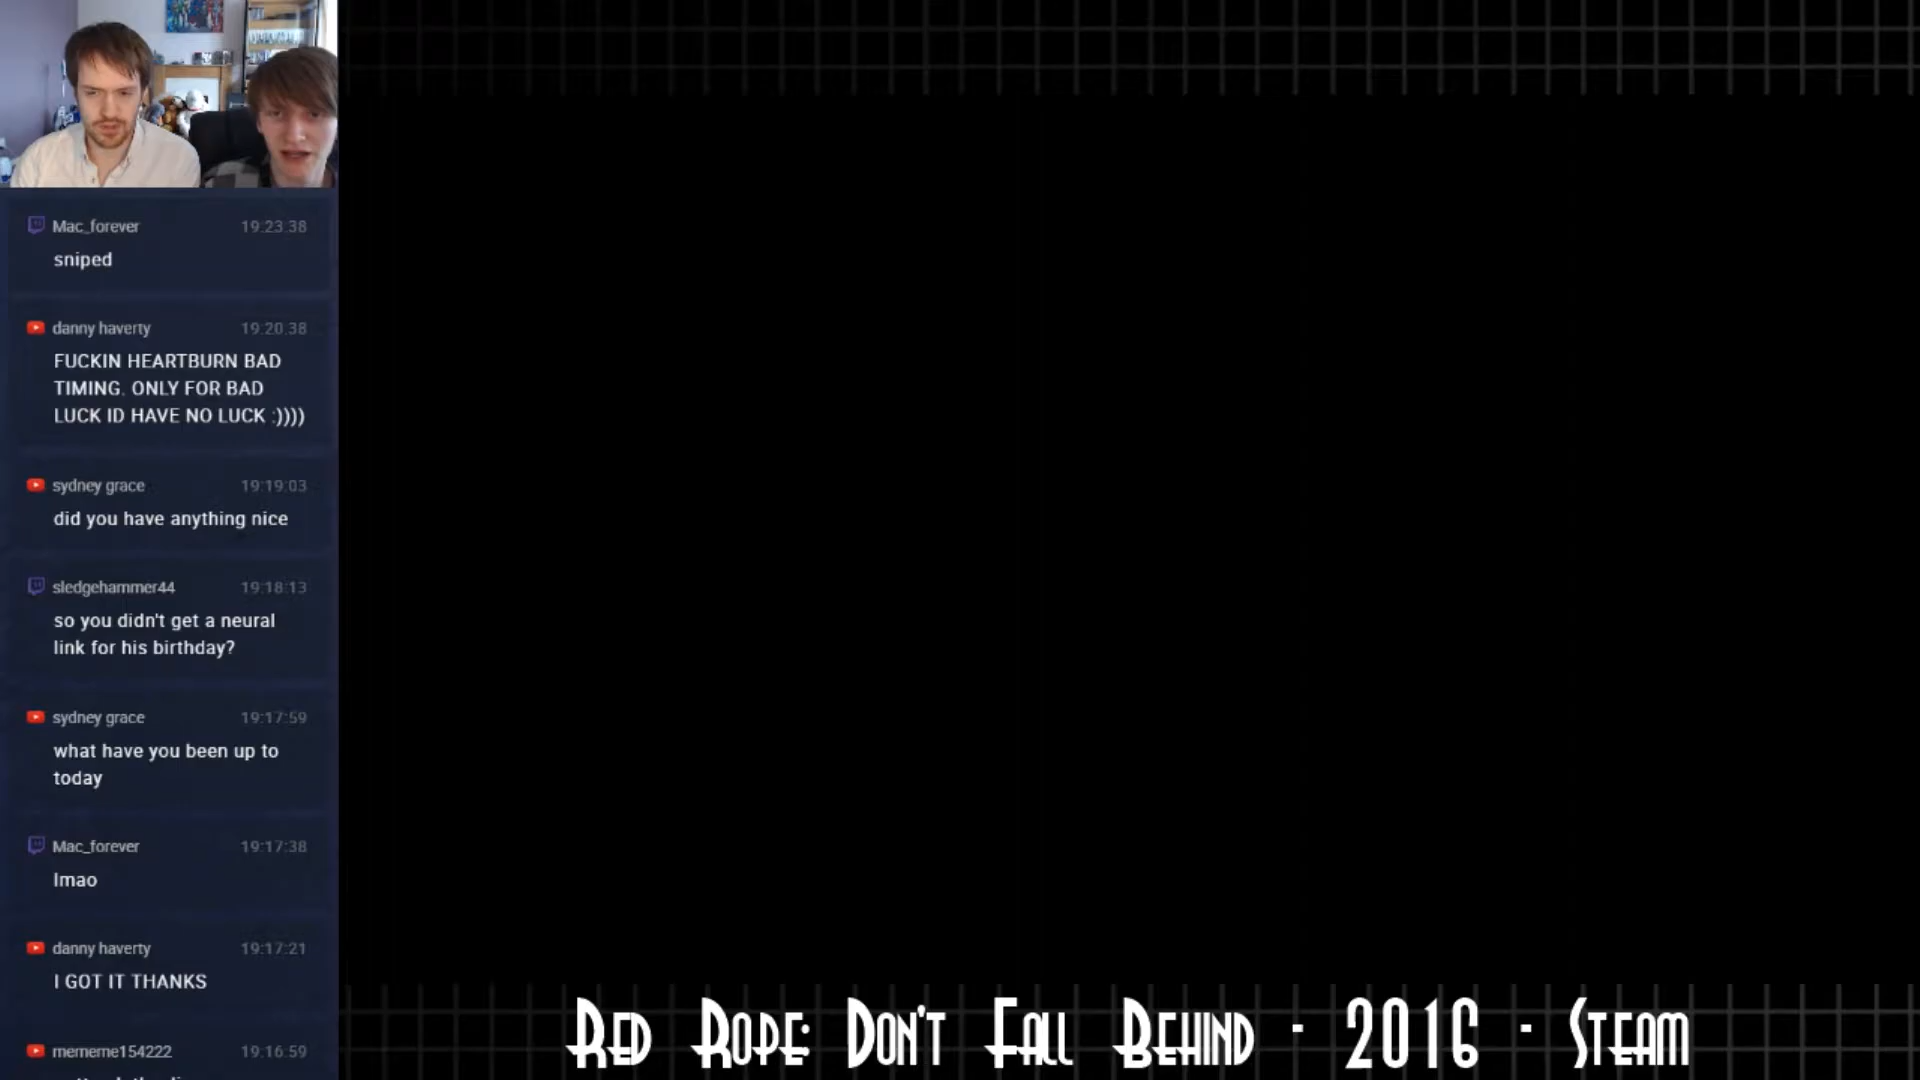 Mac_forever 19:23:38
sniped
danny haverty 19:20:38
FUCKIN HEARTBURN BAD
TIMING. ONLY FOR BAD
LUCK ID HAVE NO LUCK :))))
sydney grace 19:19:03
did you have anything nice
sledgehammer44 19:18:13
so you didn't get a neural
link for his birthday?
sydney grace 19:17:59
what have you been up to
today
Mac_forever 19:17:38
lmao
danny haverty 19:17:21
I GOT IT THANKS
mememe154222 19:16:59
Red Rope: Don't Fall Behind - 2016 - Steam